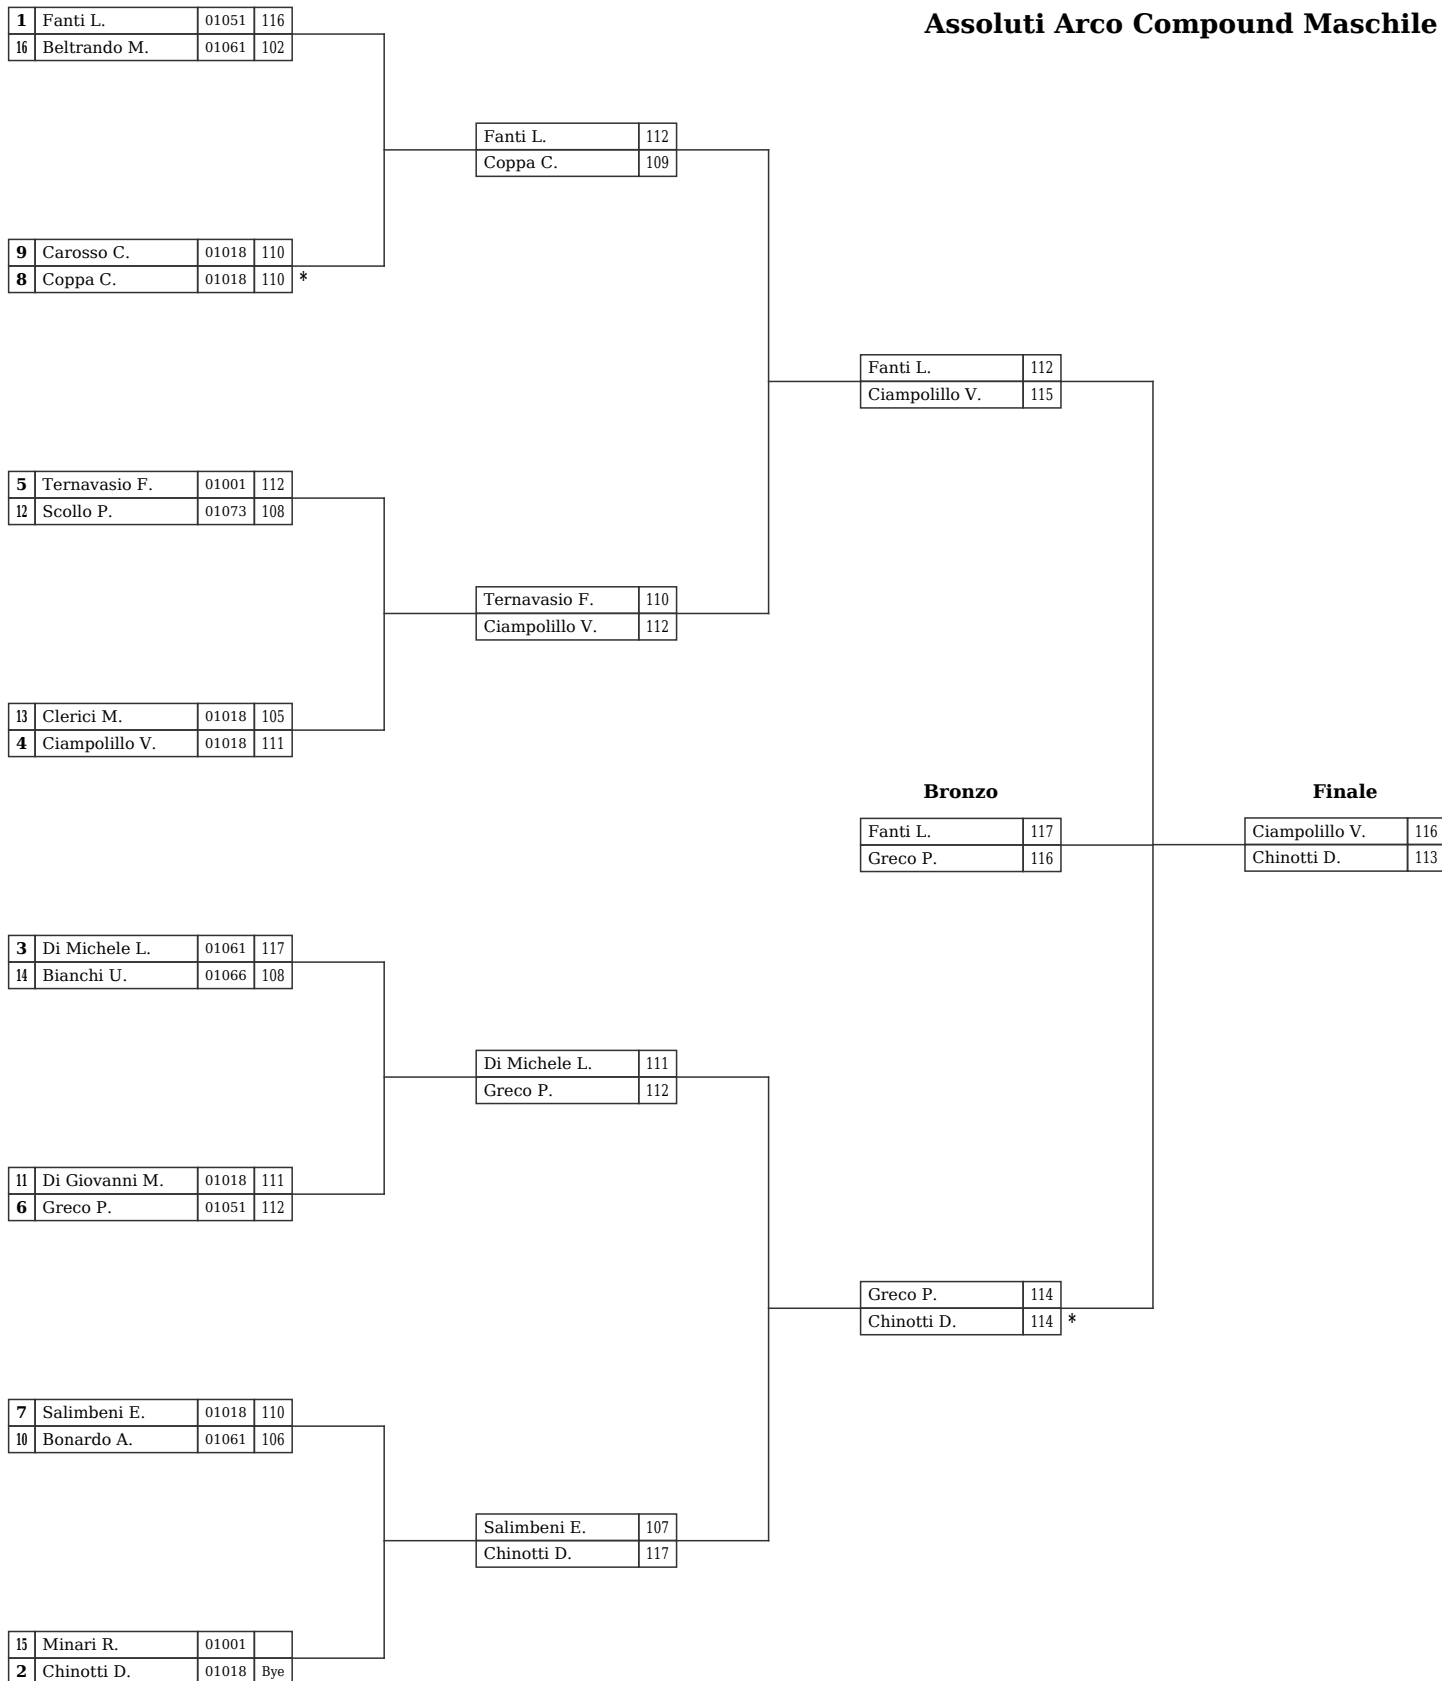 Assoluti Arco Compound Maschile
1 Fanti L. 01051 116
16 Beltrando M. 01061 102
Fanti L. 112
Coppa C. 109
9 Carosso C. 01018 110
8 Coppa C. 01018 110 *
Fanti L. 112
Ciampolillo V. 115
5 Ternavasio F. 01001 112
12 Scollo P. 01073 108
Ternavasio F. 110
Ciampolillo V. 112
13 Clerici M. 01018 105
4 Ciampolillo V. 01018 111
Bronzo Finale
Fanti L. 117 Ciampolillo V. 116
Greco P. 116 Chinotti D. 113
3 Di Michele L. 01061 117
14 Bianchi U. 01066 108
Di Michele L. 111
Greco P. 112
11 Di Giovanni M. 01018 111
6 Greco P. 01051 112
Greco P. 114
Chinotti D. 114 *
7 Salimbeni E. 01018 110
10 Bonardo A. 01061 106
Salimbeni E. 107
Chinotti D. 117
15 Minari R. 01001
2 Chinotti D. 01018 Bye